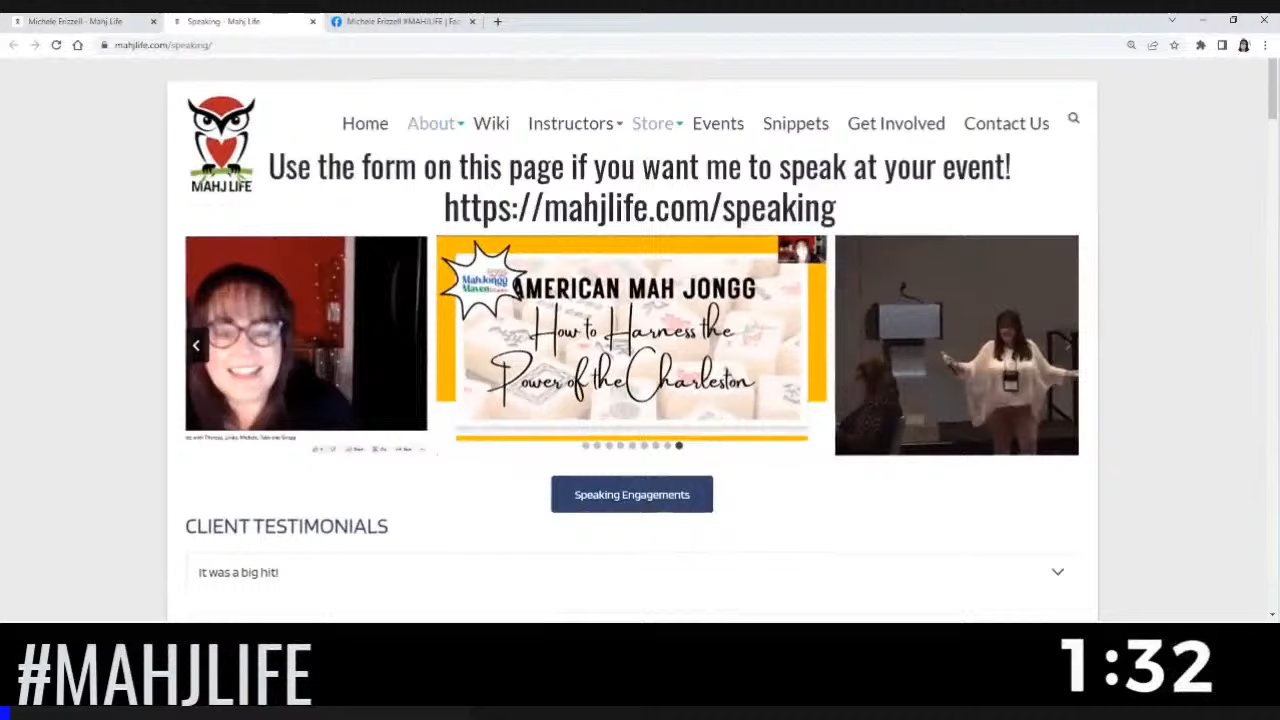 Michele Frizzell - Mahj Life
Speaking - Mahj Life
Michele Frizzell #MAHJLIFE | Fac
mahjlife.com/speaking/
MAHJ LIFE
Home About Wiki Instructors Store Events Snippets Get Involved Contact Us
Use the form on this page if you want me to speak at your event!
https://mahjlife.com/speaking
MahJongg
Maven
AMERICAN MAH JONGG
How to Harness the
Power of the Charleston
Speaking Engagements
CLIENT TESTIMONIALS
It was a big hit!
#MAHJLIFE
1:32